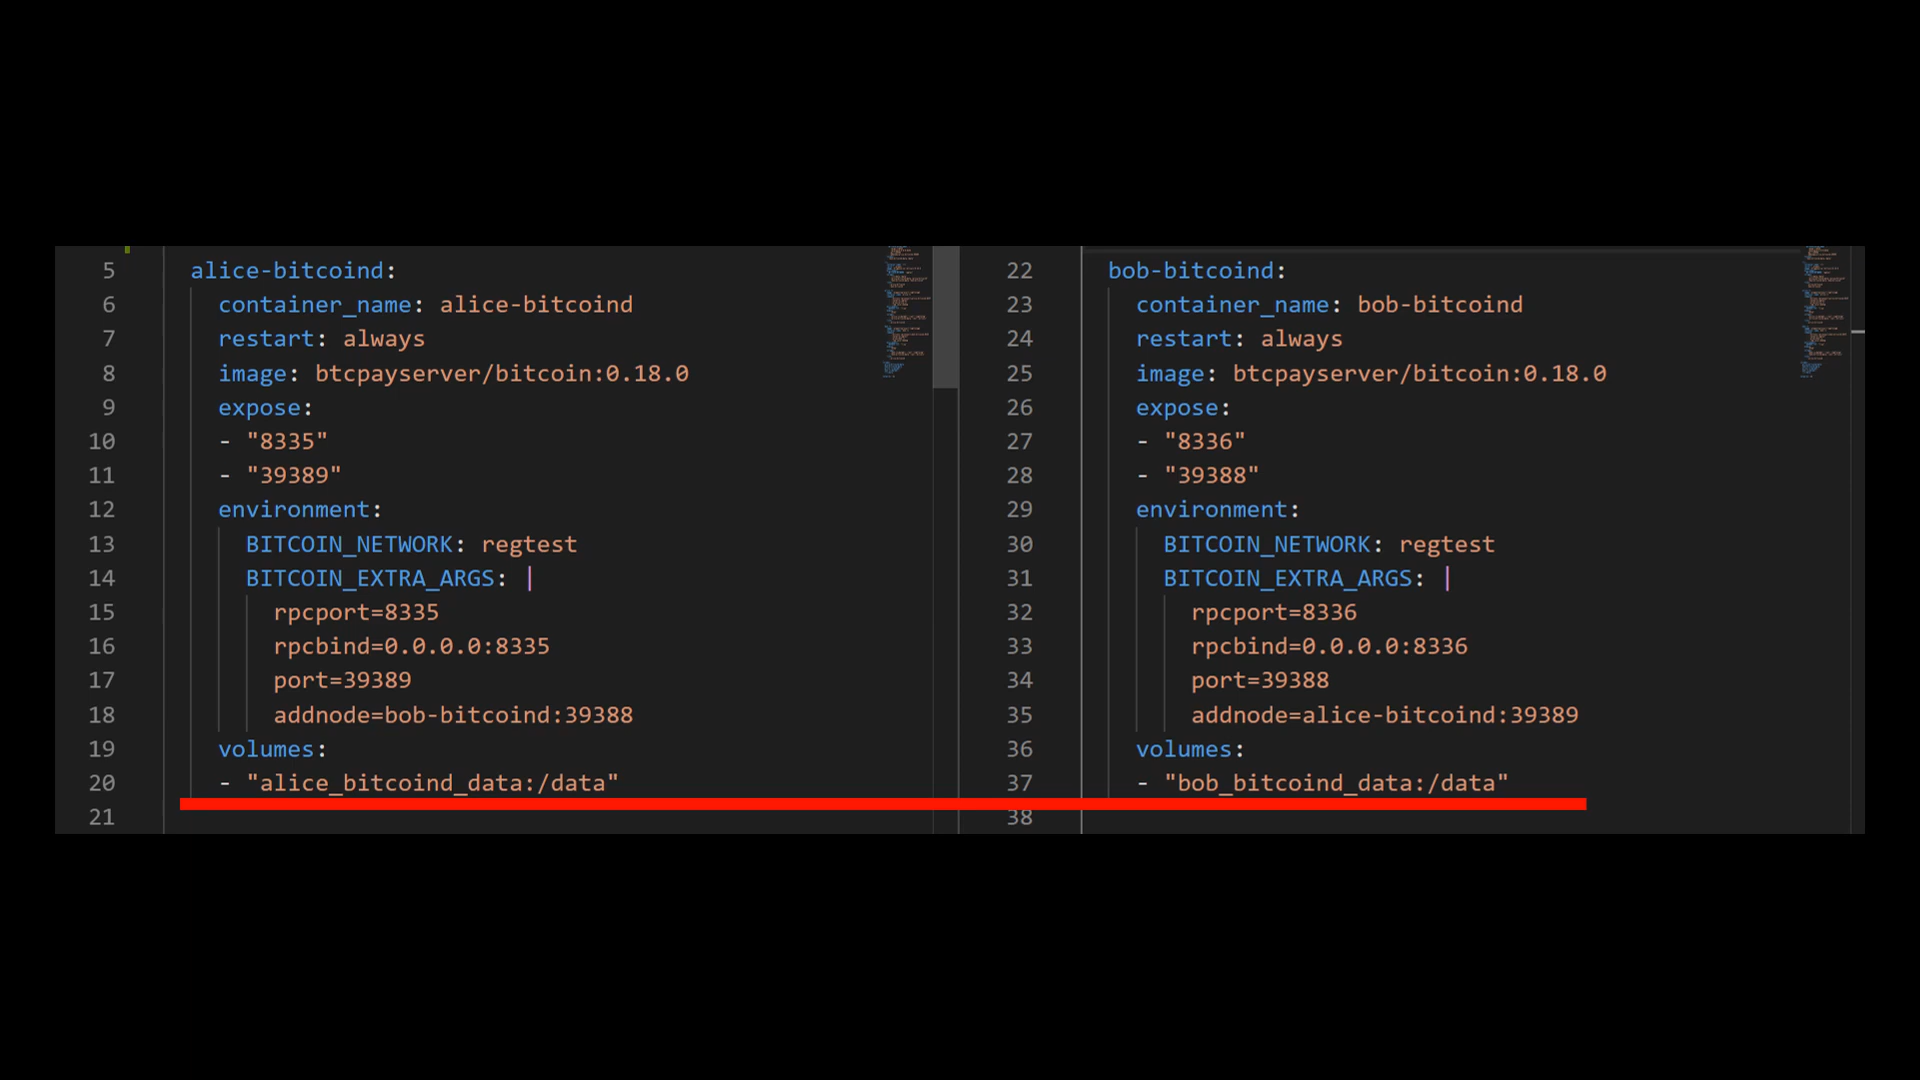 5 alice-bitcoind:
6 container_name: alice-bitcoind
7 restart: always
8 image: btcpayserver/bitcoin:0.18.0
9 expose:
10 - "8335"
11 - "39389"
12 environment:
13 BITCOIN_NETWORK: regtest
14 BITCOIN_EXTRA_ARGS: |
15 rpcport=8335
16 rpcbind=0.0.0.0:8335
17 port=39389
18 addnode=bob-bitcoind:39388
19 volumes:
20 - "alice_bitcoind_data:/data"
21
22 bob-bitcoind:
23 container_name: bob-bitcoind
24 restart: always
25 image: btcpayserver/bitcoin:0.18.0
26 expose:
27 - "8336"
28 - "39388"
29 environment:
30 BITCOIN_NETWORK: regtest
31 BITCOIN_EXTRA_ARGS: |
32 rpcport=8336
33 rpcbind=0.0.0.0:8336
34 port=39388
35 addnode=alice-bitcoind:39389
36 volumes:
37 - "bob_bitcoind_data:/data"
38